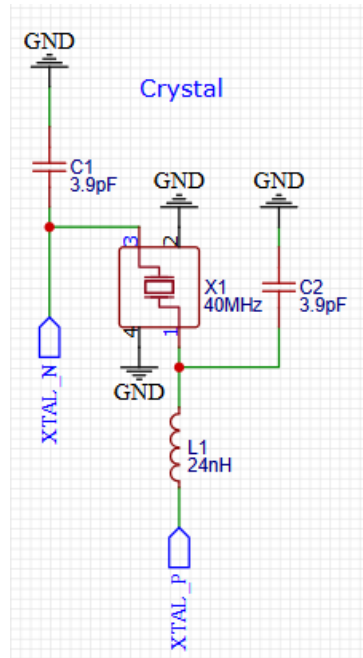 GND
Crystal
C1
3.9pF
GND
GND
3
2
X1
40MHz
C2
3.9pF
4
1
GND
XTAL_N
L1
24nH
XTAL_P